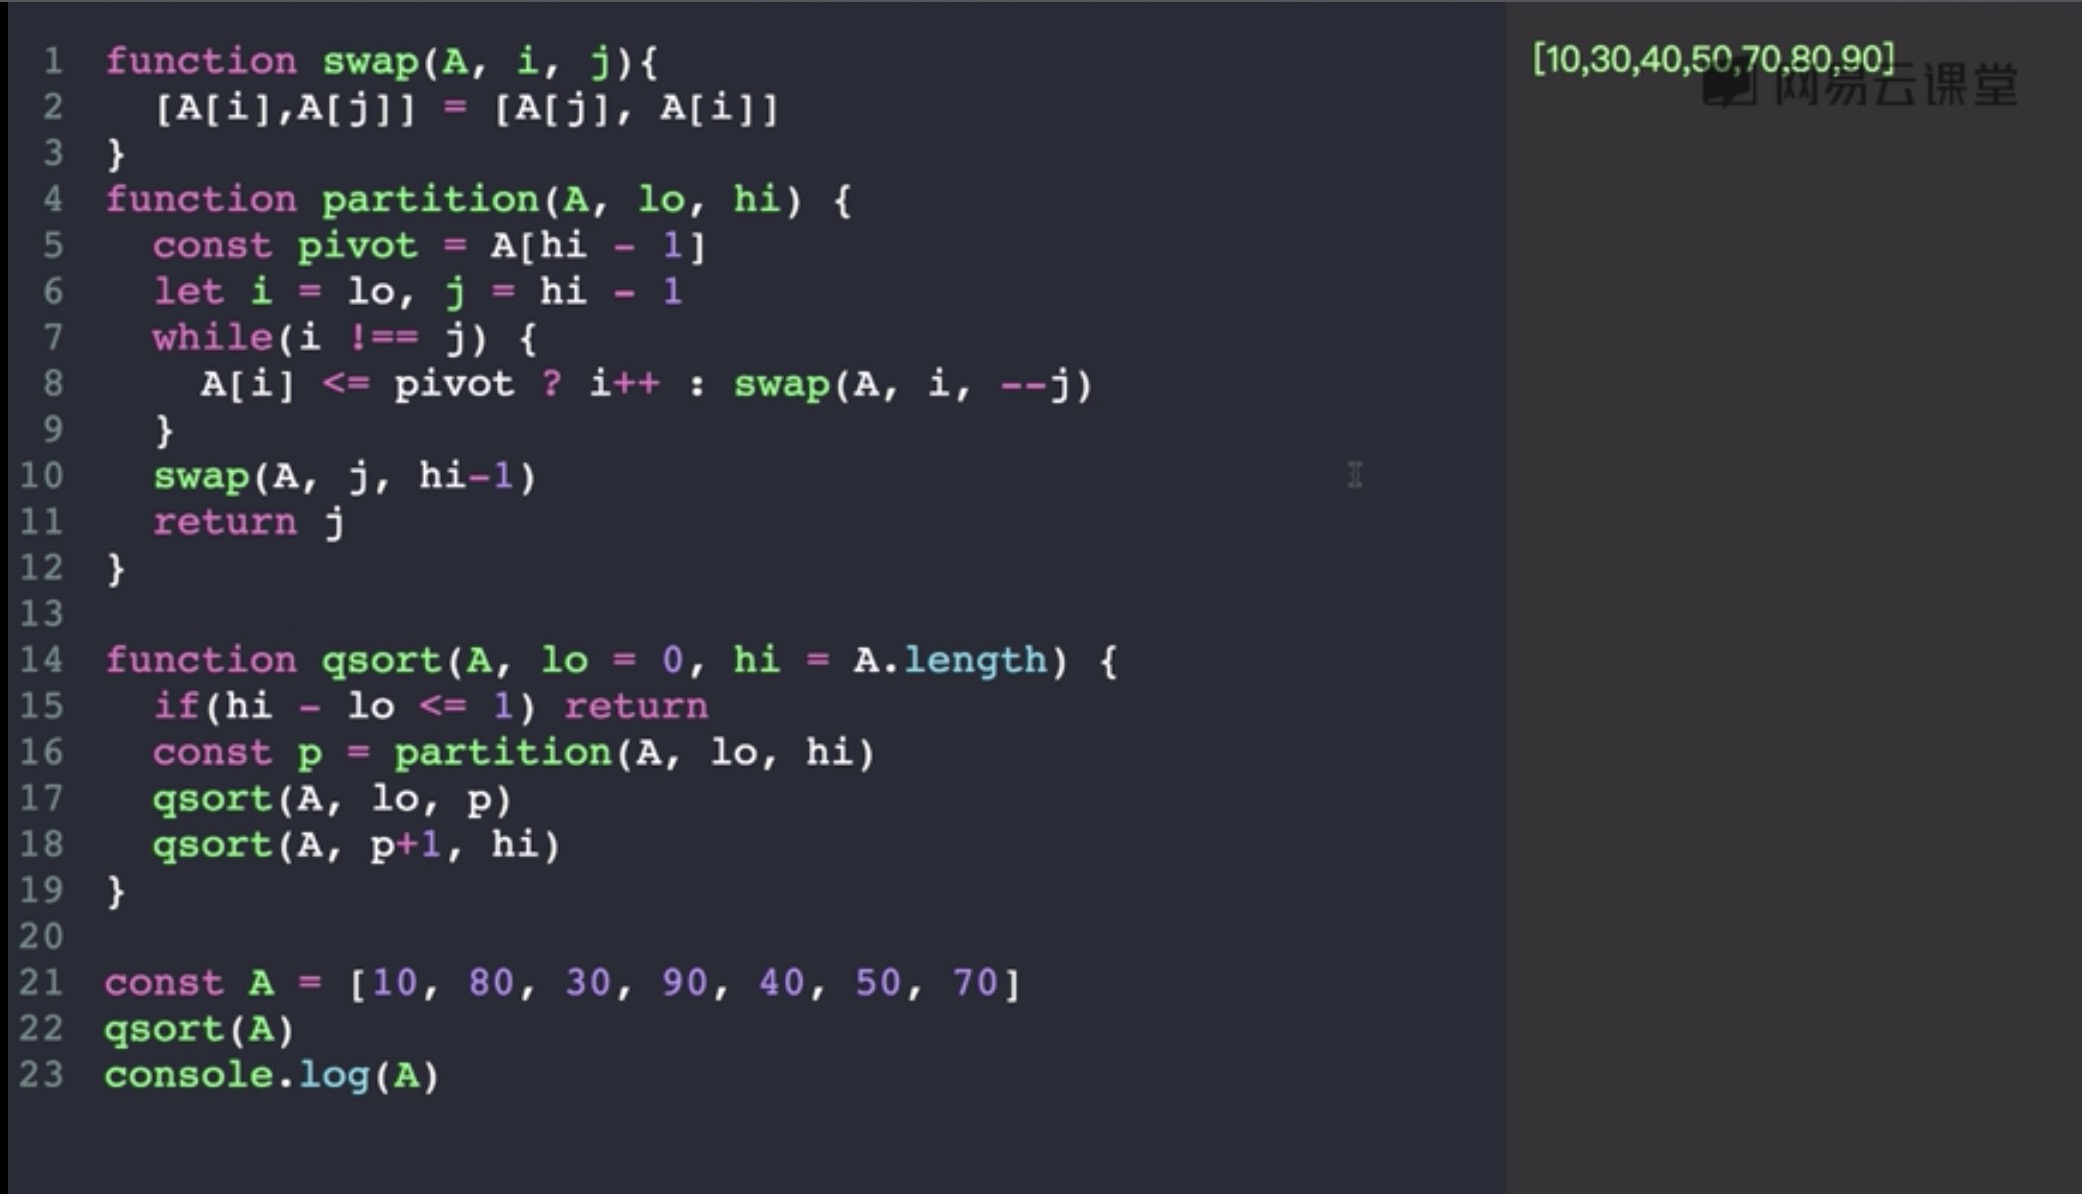 1 function swap(A, i, j){
2   [A[i],A[j]] = [A[j], A[i]]
3 }
4 function partition(A, lo, hi) {
5   const pivot = A[hi - 1]
6   let i = lo, j = hi - 1
7   while(i !== j) {
8     A[i] <= pivot ? i++ : swap(A, i, --j)
9   }
10   swap(A, j, hi-1)
11   return j
12 }
13
14 function qsort(A, lo = 0, hi = A.length) {
15   if(hi - lo <= 1) return
16   const p = partition(A, lo, hi)
17   qsort(A, lo, p)
18   qsort(A, p+1, hi)
19 }
20
21 const A = [10, 80, 30, 90, 40, 50, 70]
22 qsort(A)
23 console.log(A)
[10,30,40,50,70,80,90]
网易云课堂